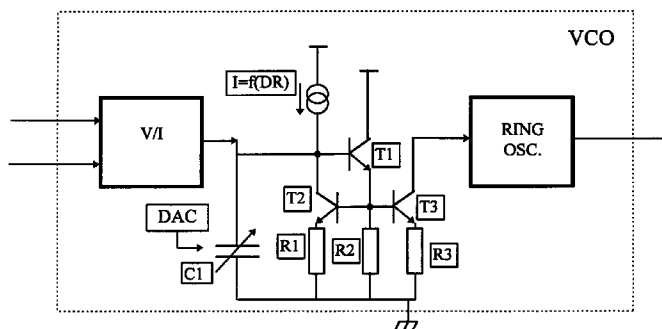 VCO
I=f(DR)
V/I
T1
RING
OSC.
T2
T3
DAC
R1
R2
R3
C1